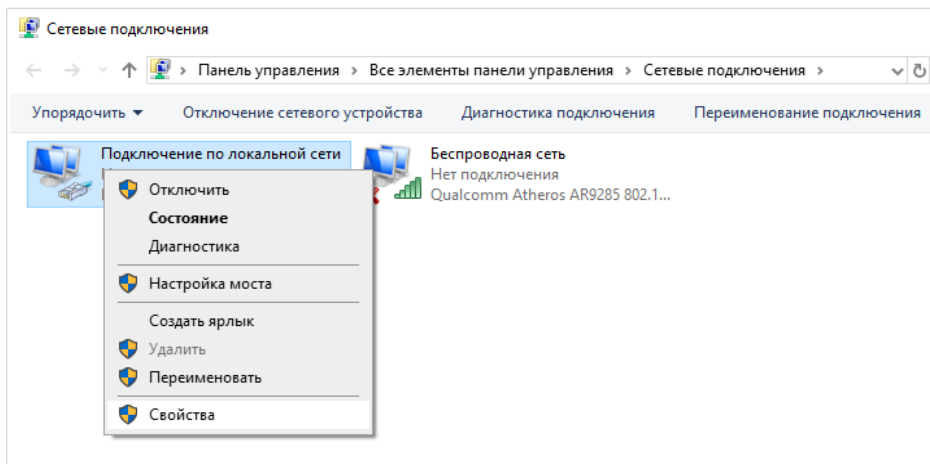 Сетевые подключения
Панель управления > Все элементы панели управления > Сетевые подключения >
Упорядочить Отключение сетевого устройства Диагностика подключения Переименование подключения
Подключение по локальной сети
Беспроводная сеть
Нет подключения
Qualcomm Atheros AR9285 802.1...
Отключить
Состояние
Диагностика
Настройка моста
Создать ярлык
Удалить
Переименовать
Свойства